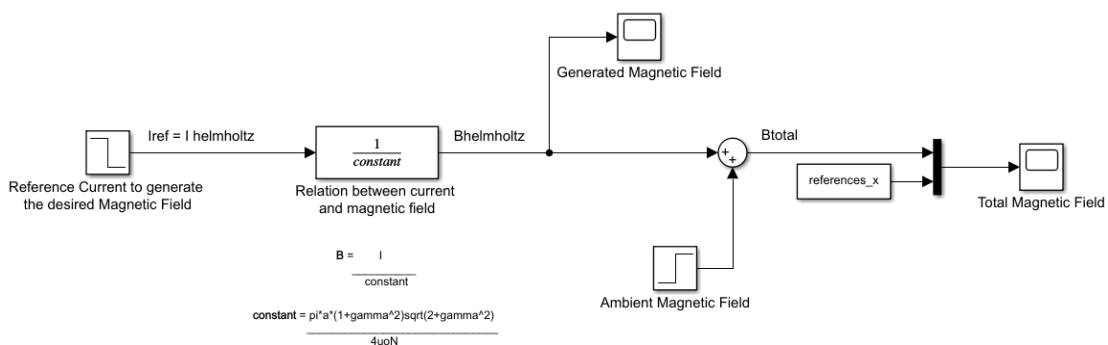 Generated Magnetic Field
Iref = I helmholtz
1
constant
Bhelmholtz
Btotal
references_x
Reference Current to generate
the desired Magnetic Field
Relation between current
and magnetic field
Total Magnetic Field
B = I
constant
Ambient Magnetic Field
constant = pi*a*(1+gamma^2)sqrt(2+gamma^2)
4uoN